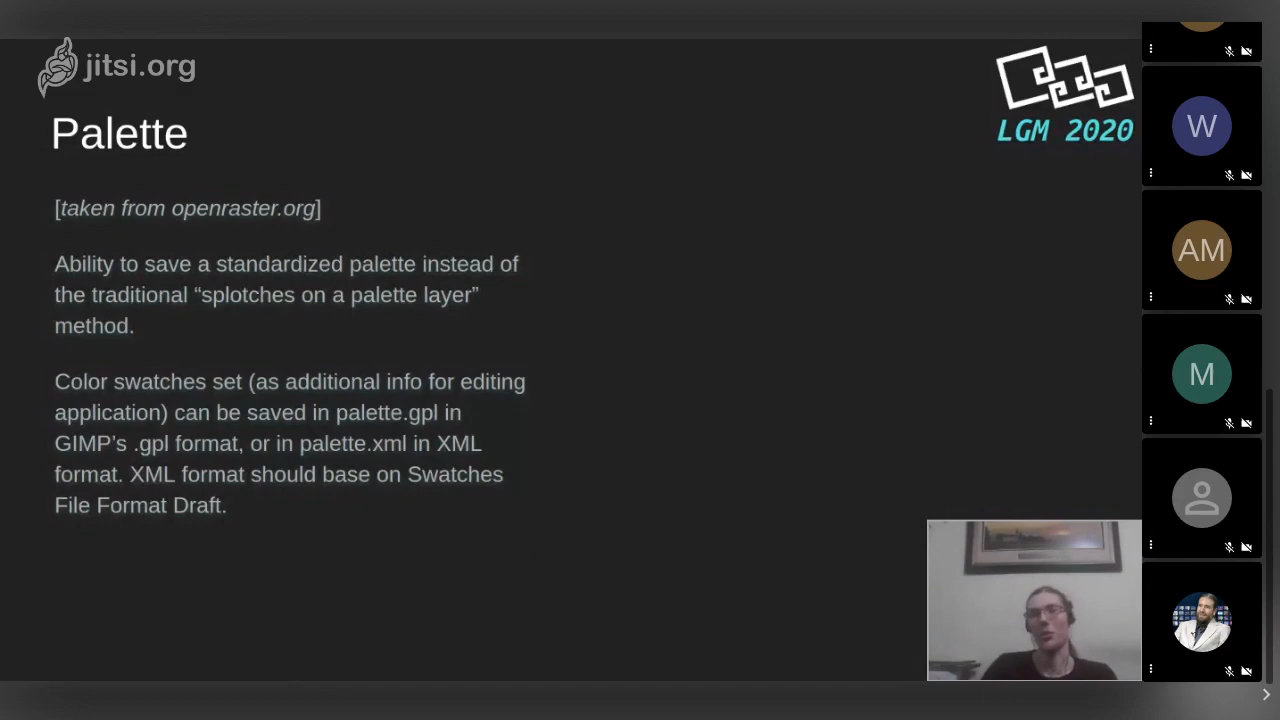 jitsi.org
LGM 2020
Palette
[taken from openraster.org]
Ability to save a standardized palette instead of
the traditional “splotches on a palette layer”
method.
Color swatches set (as additional info for editing
application) can be saved in palette.gpl in
GIMP's .gpl format, or in palette.xml in XML
format. XML format should base on Swatches
File Format Draft.
W
AM
M